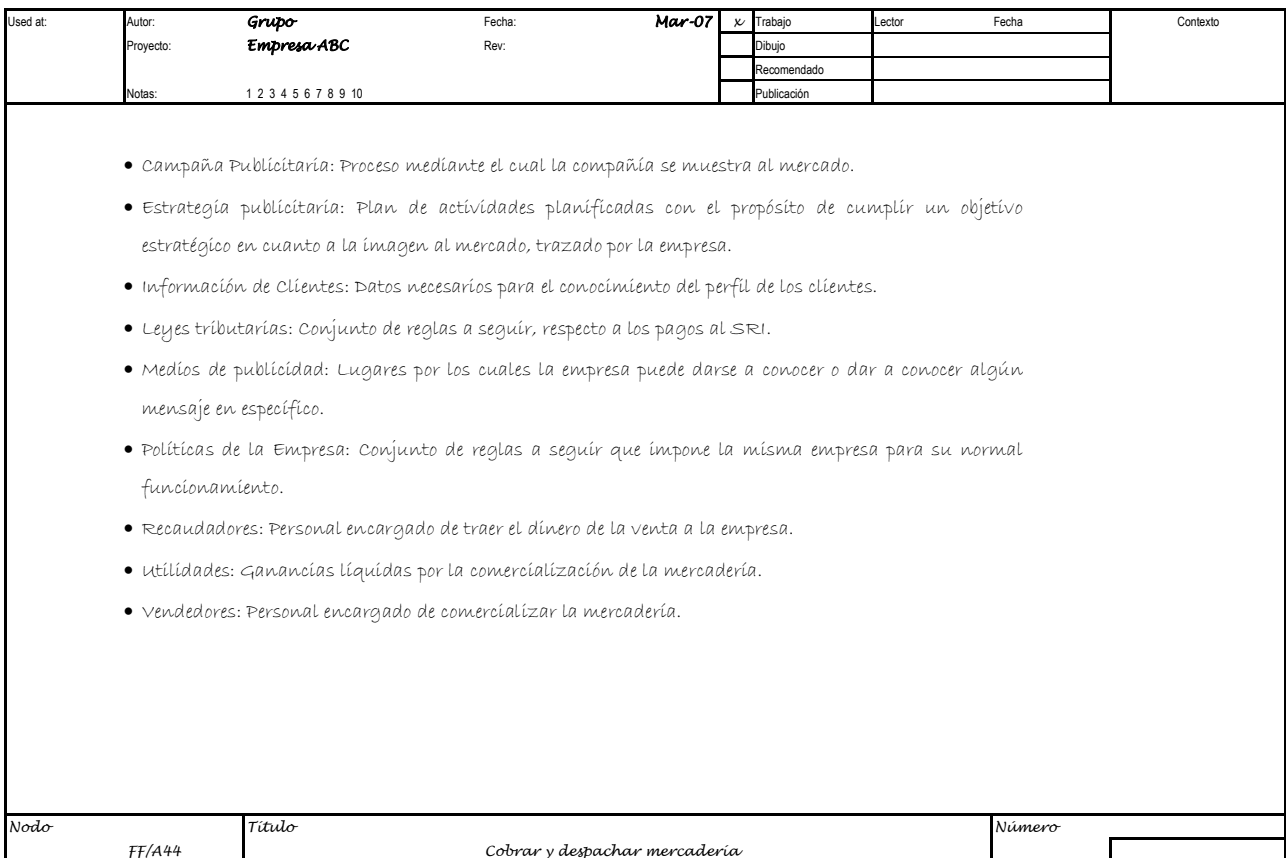 Used at: Autor: Grupo Fecha: Mar-07 x Trabajo Lector Fecha Contexto
Proyecto: Empresa ABC Rev: Dibujo
Recomendado
Notas: 1 2 3 4 5 6 7 8 9 10 Publicación
• Campaña Publicitaria: Proceso mediante el cual la compañía se muestra al mercado.
• Estrategia publicitaria: Plan de actividades planificadas con el propósito de cumplir un objetivo
estratégico en cuanto a la imagen al mercado, trazado por la empresa.
• Información de Clientes: Datos necesarios para el conocimiento del perfil de los clientes.
• Leyes tributarias: Conjunto de reglas a seguir, respecto a los pagos al SRI.
• Medios de publicidad: Lugares por los cuales la empresa puede darse a conocer o dar a conocer algún
mensaje en específico.
• Políticas de la Empresa: Conjunto de reglas a seguir que impone la misma empresa para su normal
funcionamiento.
• Recaudadores: Personal encargado de traer el dinero de la venta a la empresa.
• Utilidades: Ganancias líquidas por la comercialización de la mercadería.
• Vendedores: Personal encargado de comercializar la mercadería.
Nodo Título Número
FF/A44 Cobrar y despachar mercadería